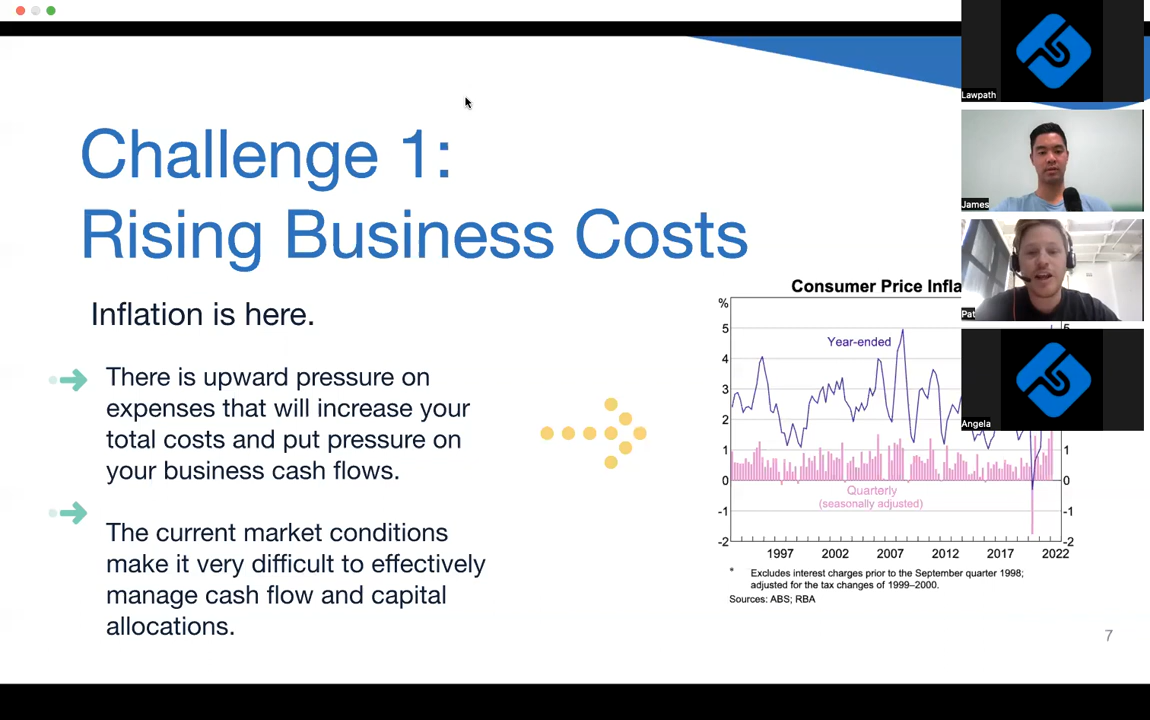 Lawpath
James
Pat
Angela
Challenge 1:
Rising Business Costs
Inflation is here.
There is upward pressure on
expenses that will increase your
total costs and put pressure on
your business cash flows.
The current market conditions
make it very difficult to effectively
manage cash flow and capital
allocations.
Consumer Price Infla
%
Year-ended
5
4
3
2
1
0
-1
-2
Quarterly
(seasonally adjusted)
5
1
0
-1
-2
1997 2002 2007 2012 2017 2022
* Excludes interest charges prior to the September quarter 1998;
adjusted for the tax changes of 1999–2000.
Sources: ABS; RBA
7